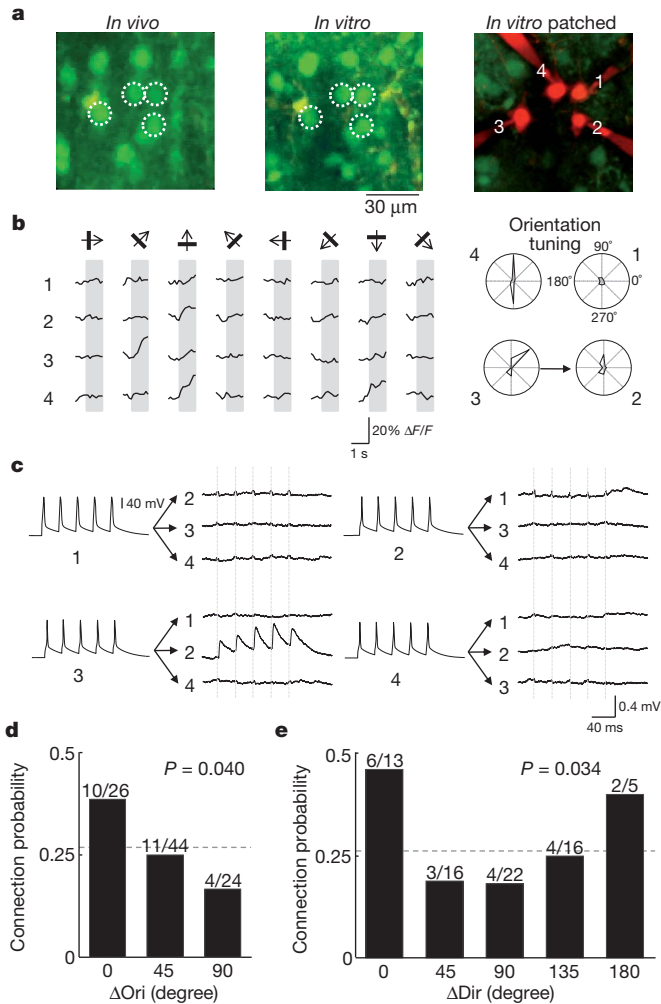 a
In vivo
In vitro
In vitro patched
4
1
3
2
30 µm
b
Orientation
tuning
4
90°
1
180°
0°
270°
3
2
1
2
3
4
20% ΔF/F
1 s
c
40 mV
1
2
3
4
2
1
3
4
3
1
2
4
4
1
2
3
0.4 mV
40 ms
d
Connection probability
0.5
0.25
0
P = 0.040
10/26
11/44
4/24
0
45
90
ΔOri (degree)
e
Connection probability
0.5
0.25
0
P = 0.034
6/13
3/16
4/22
4/16
2/5
0
45
90
135
180
ΔDir (degree)